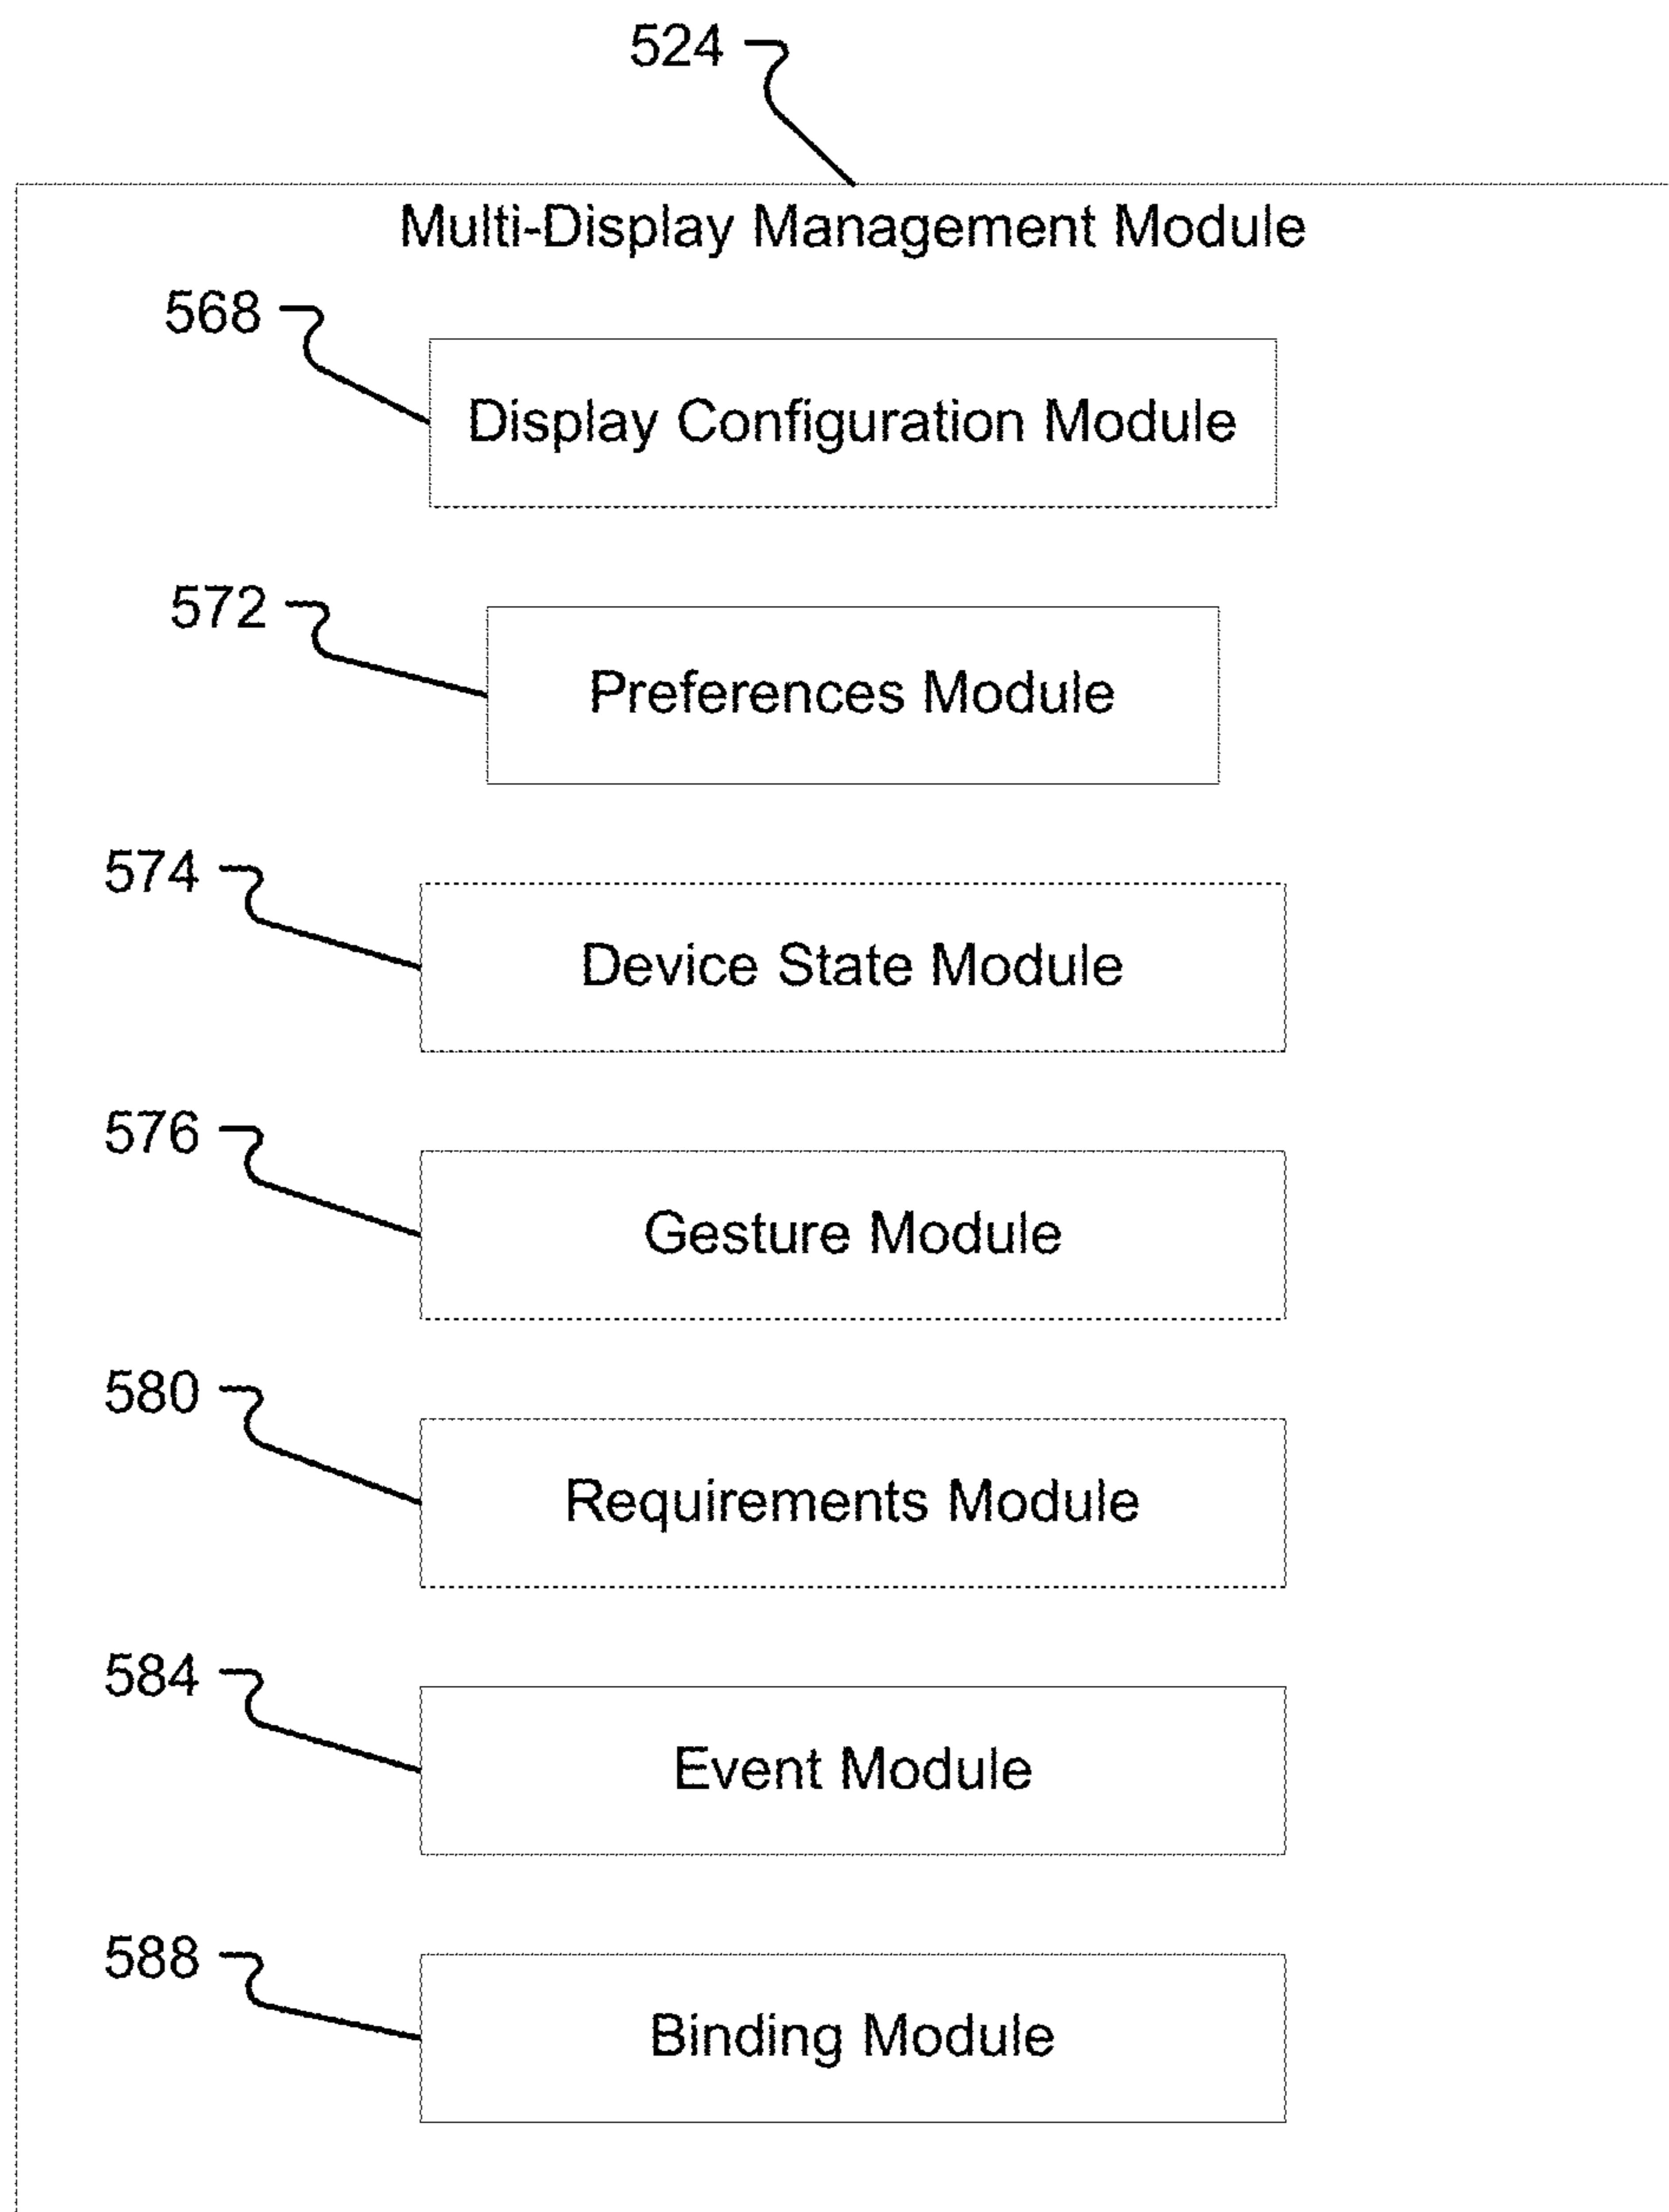 524
Multi-Display Management Module
568
Display Configuration Module
572
Preferences Module
574
Device State Module
576
Gesture Module
580
Requirements Module
584
Event Module
588
Binding Module